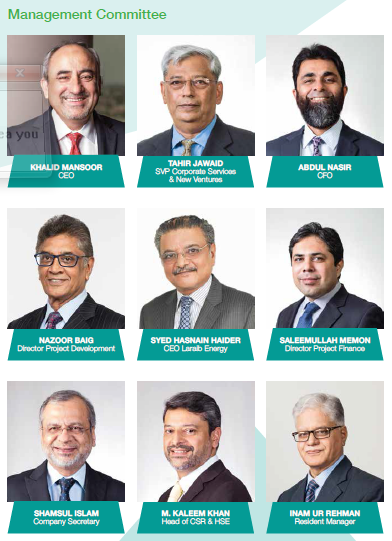 Management Committee
ea you
KHALID MANSOOR
CEO
TAHIR JAWAID
SVP Corporate Services
& New Ventures
ABDUL NASIR
CFO
NAZOOR BAIG
Director Project Development
SYED HASNAIN HAIDER
CEO Laraib Energy
SALEEMULLAH MEMON
Director Project Finance
SHAMSUL ISLAM
Company Secretary
M. KALEEM KHAN
Head of CSR & HSE
INAM UR REHMAN
Resident Manager